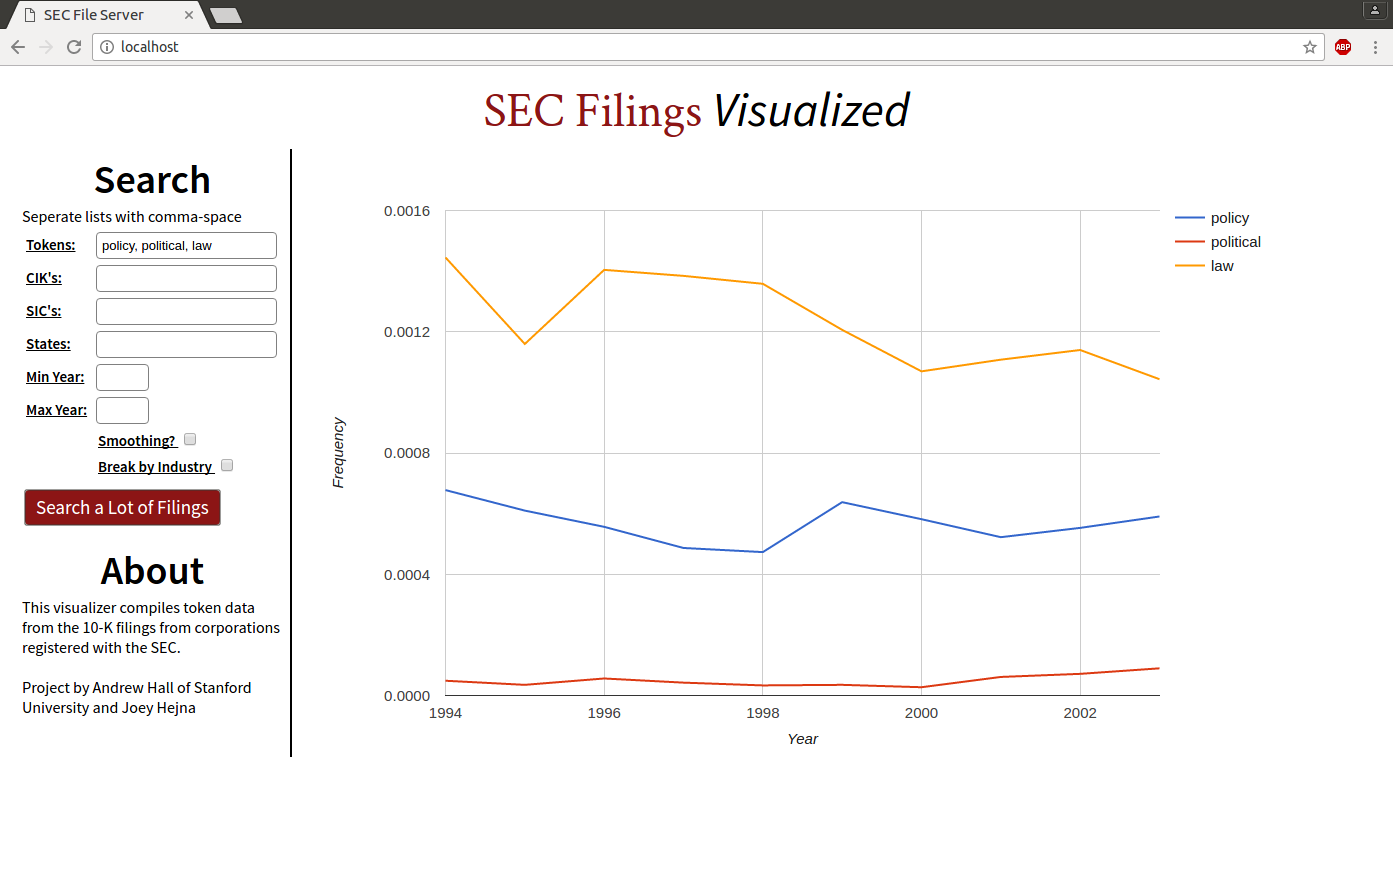 SEC File Server
localhost
ABP
SEC Filings Visualized
Search
Seperate lists with comma-space
Tokens: policy, political, law
CIK's:
SIC's:
States:
Min Year:
Max Year:
Smoothing?
Break by Industry
Search a Lot of Filings
About
This visualizer compiles token data
from the 10-K filings from corporations
registered with the SEC.
Project by Andrew Hall of Stanford
University and Joey Hejna
Frequency
0.0016
0.0012
0.0008
0.0004
0.0000
1994 1996 1998 2000 2002
Year
policy
political
law